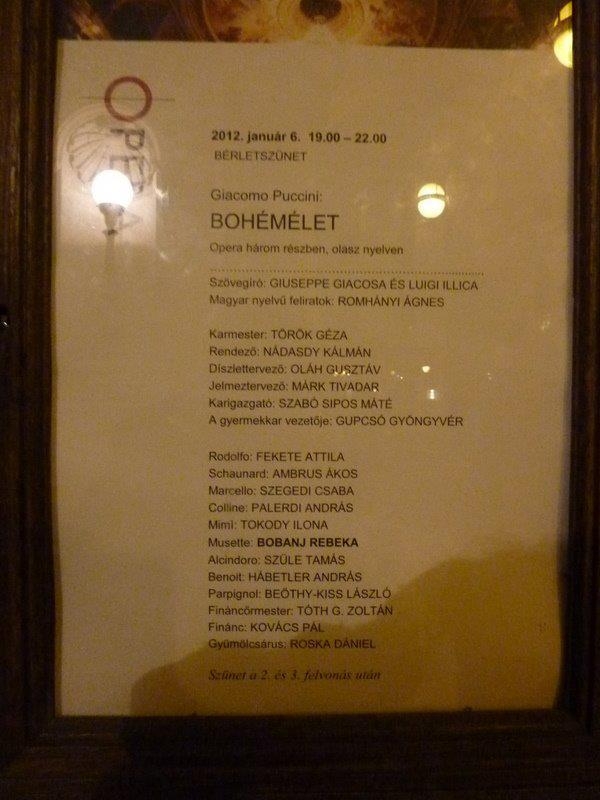 OPERA
2012. január 6. 19.00 – 22.00
BÉRLETSZÜNET
Giacomo Puccini:
BOHÉMÉLET
Opera három részben, olasz nyelven
Szövegíró: GIUSEPPE GIACOSA ÉS LUIGI ILLICA
Magyar nyelvű feliratok: ROMHÁNYI ÁGNES
Karmester: TÖRÖK GÉZA
Rendező: NÁDASDY KÁLMÁN
Díszlettervező: OLÁH GUSZTÁV
Jelmeztervező: MÁRK TIVADAR
Karigazgató: SZABÓ SIPOS MÁTÉ
A gyermekkar vezetője: GUPCSÓ GYÖNGYVÉR
Rodolfo: FEKETE ATTILA
Schaunard: AMBRUS ÁKOS
Marcello: SZEGEDI CSABA
Colline: PALERDI ANDRÁS
Mimì: TOKODY ILONA
Musette: BOBANJ REBEKA
Alcindoro: SZÜLE TAMÁS
Benoit: HÁBETLER ANDRÁS
Parpignol: BEÖTHY-KISS LÁSZLÓ
Fináncőrmester: TÓTH G. ZOLTÁN
Finánc: KOVÁCS PÁL
Gyümölcsárus: ROSKA DÁNIEL
Szünet a 2. és 3. felvonás után